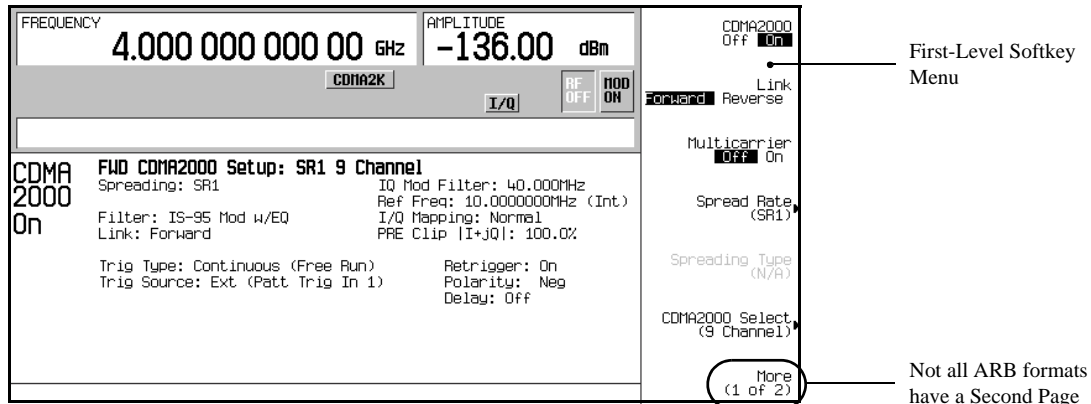 FREQUENCY
4.000 000 000 00 GHz
AMPLITUDE
-136.00 dBm
CDMA2K
I/Q
RF OFF
MOD ON
CDMA 2000 On
FWD CDMA2000 Setup: SR1 9 Channel
Spreading: SR1
IQ Mod Filter: 40.000MHz
Ref Freq: 10.0000000MHz (Int)
Filter: IS-95 Mod w/EQ
I/Q Mapping: Normal
Link: Forward
PRE Clip |I+jQ|: 100.0%
Trig Type: Continuous (Free Run)
Retrigger: On
Trig Source: Ext (Patt Trig In 1)
Polarity: Neg
Delay: Off
CDMA2000
Off On
Link
Forward Reverse
Multicarrier
Off On
Spread Rate
(SR1)
Spreading Type
(N/A)
CDMA2000 Select
(9 Channel)
More
(1 of 2)
First-Level Softkey
Menu
Not all ARB formats
have a Second Page